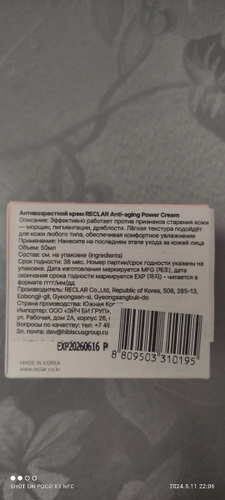 Антивозрастной крем RECLAR Anti-aging Power Cream
Описание: Эффективно работает против признаков старения кожи
— морщин, пигментации, дряблости. Лёгкая текстура подойдёт
для кожи любого типа, обеспечивая комфортное увлажнение
Применение: Нанесите на последнем этапе ухода за кожей лица
Объем: 50мл
Состав: см. на упаковке (Ingredients)
Срок годности: 36 мес. Номер партии/срок годности указаны на
упаковке. Дата изготовления маркируется MFG (제조), дата
окончания срока годности маркируется EXP (까지) - читается в
формате гггг/мм/дд
Изготовитель: RECLAR Co.,Ltd, Republic of Korea, 508, 285-13,
Eobongji-gil, Gyeongsan-si, Gyeongsangbuk-do
Страна производства: Южная
Импортер: ООО «ЭЙЧ БИ ГРУП»
ул. Рабочая, дом 2А, корпус 26,
Вопросы по качеству: тел.: +7
Эл. почта: dev@hibiscusgroup.ru
EXP20260616
8 809503 310195
MADE IN KOREA
www.reclar.co.kr
SHOT ON POCO X3 NFC
2024.5.11 22:06